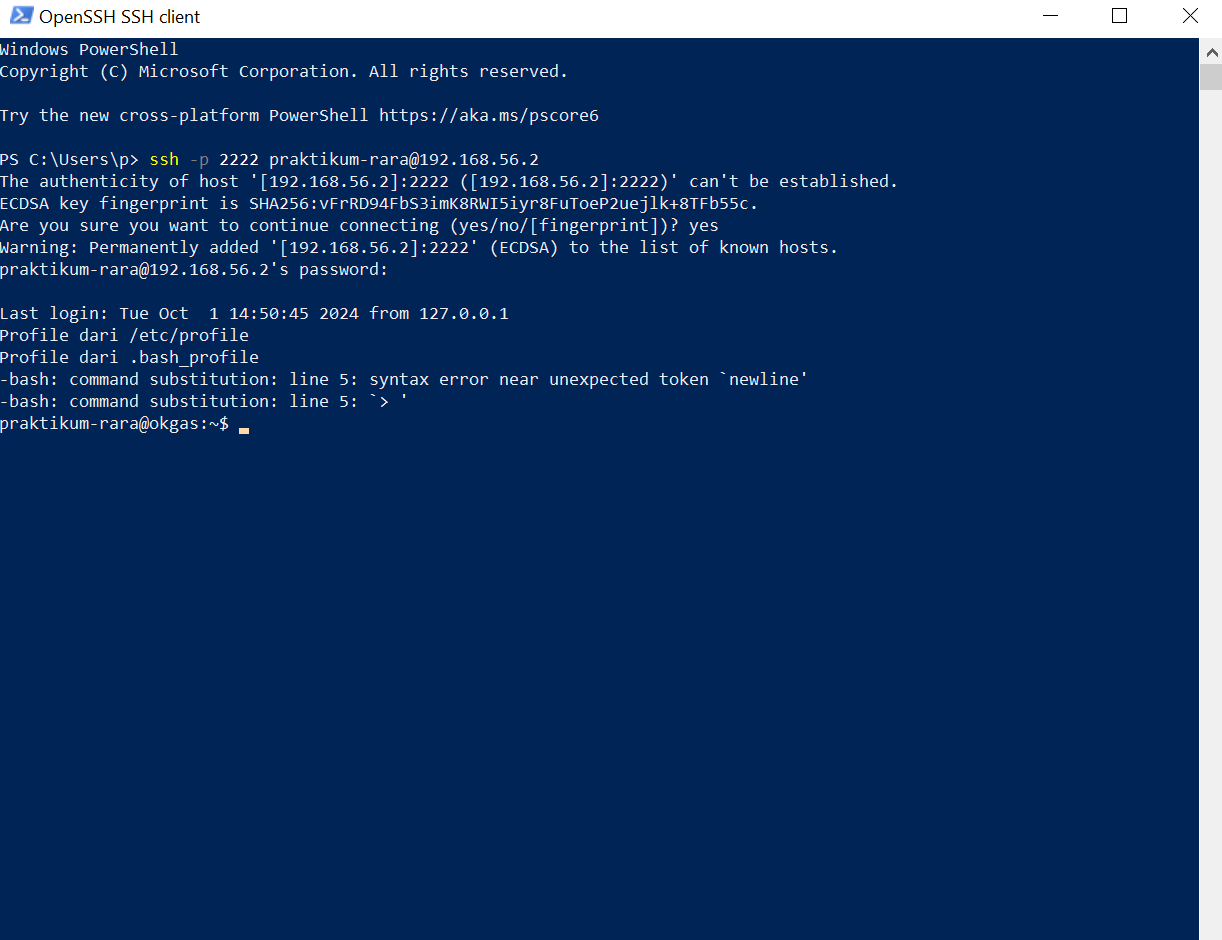 OpenSSH SSH client
Windows PowerShell
Copyright (C) Microsoft Corporation. All rights reserved.
Try the new cross-platform PowerShell https://aka.ms/pscore6
PS C:\Users\p> ssh -p 2222 praktikum-rara@192.168.56.2
The authenticity of host '[192.168.56.2]:2222 ([192.168.56.2]:2222)' can't be established.
ECDSA key fingerprint is SHA256:vFrRD94FbS3imK8RWI5iyr8FuToeP2uejlk+8TFb55c.
Are you sure you want to continue connecting (yes/no/[fingerprint])? yes
Warning: Permanently added '[192.168.56.2]:2222' (ECDSA) to the list of known hosts.
praktikum-rara@192.168.56.2's password:
Last login: Tue Oct  1 14:50:45 2024 from 127.0.0.1
Profile dari /etc/profile
Profile dari .bash_profile
-bash: command substitution: line 5: syntax error near unexpected token `newline'
-bash: command substitution: line 5: `> '
praktikum-rara@okgas:~$